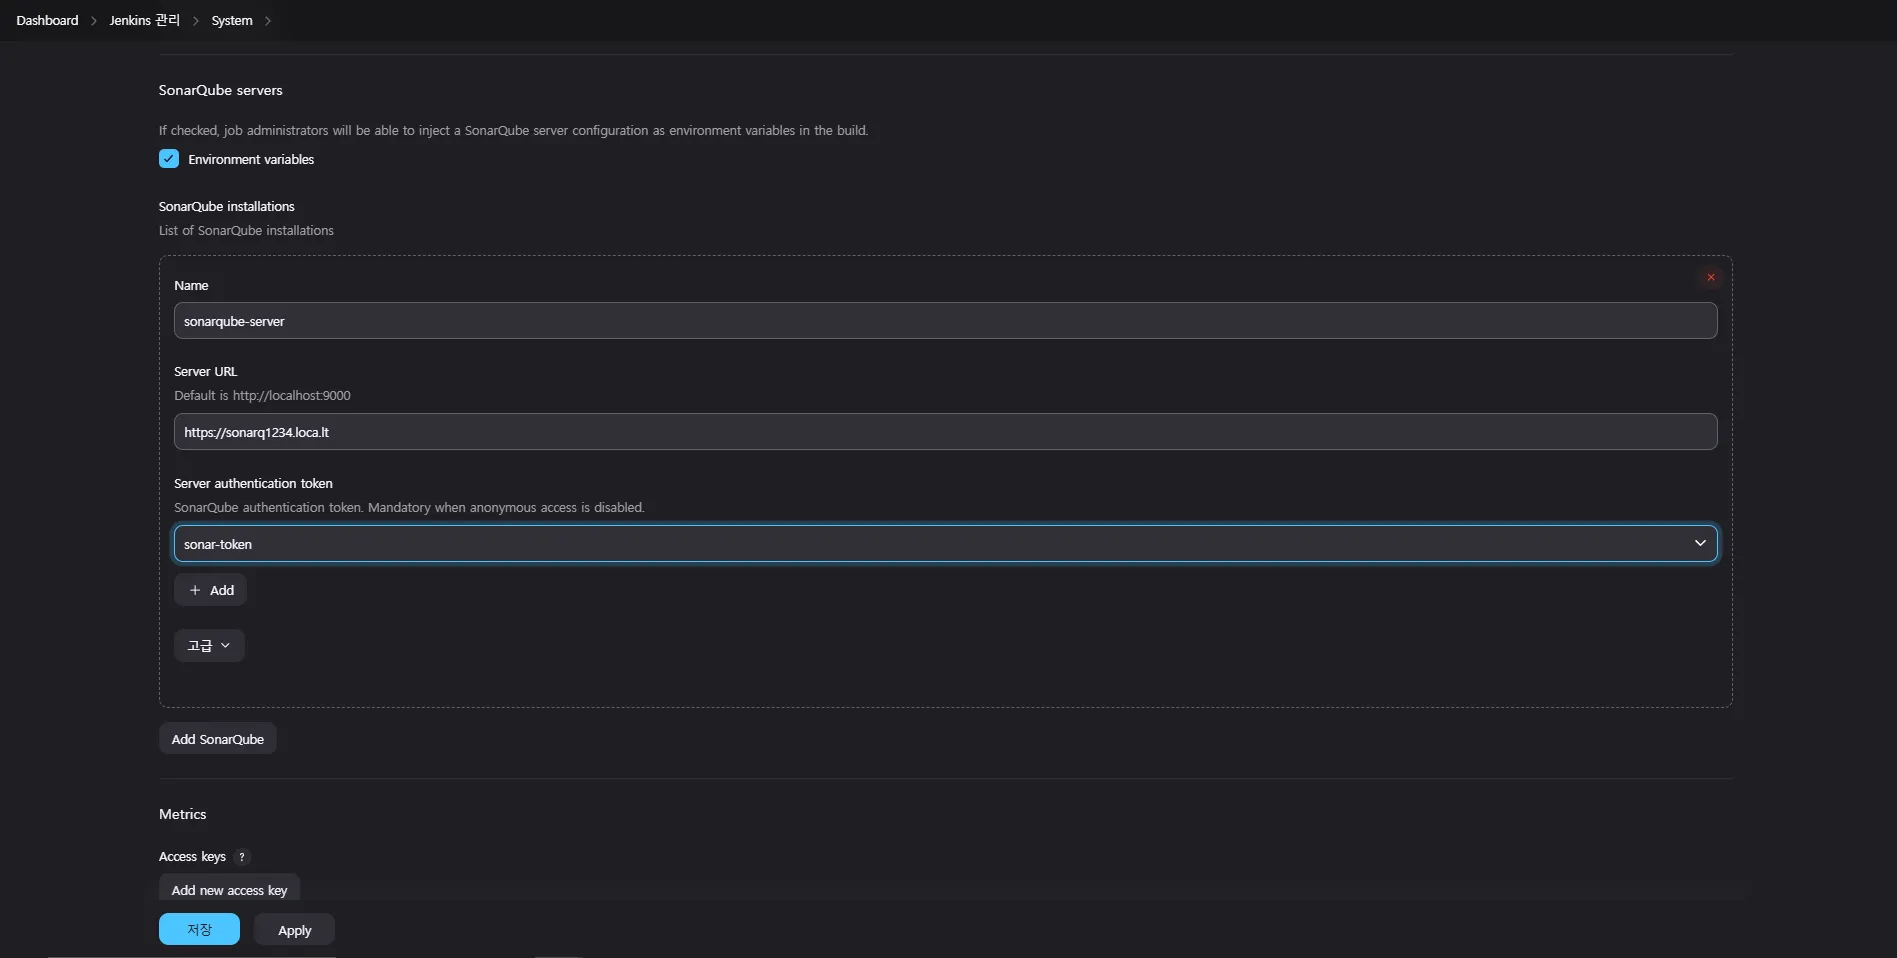 Dashboard > Jenkins 관리 > System >
SonarQube servers
If checked, job administrators will be able to inject a SonarQube server configuration as environment variables in the build.
Environment variables
SonarQube installations
List of SonarQube installations
Name
sonarqube-server
Server URL
Default is http://localhost:9000
https://sonarq1234.loca.lt
Server authentication token
SonarQube authentication token. Mandatory when anonymous access is disabled.
sonar-token
+ Add
고급
Add SonarQube
Metrics
Access keys ?
Add new access key
저장 Apply